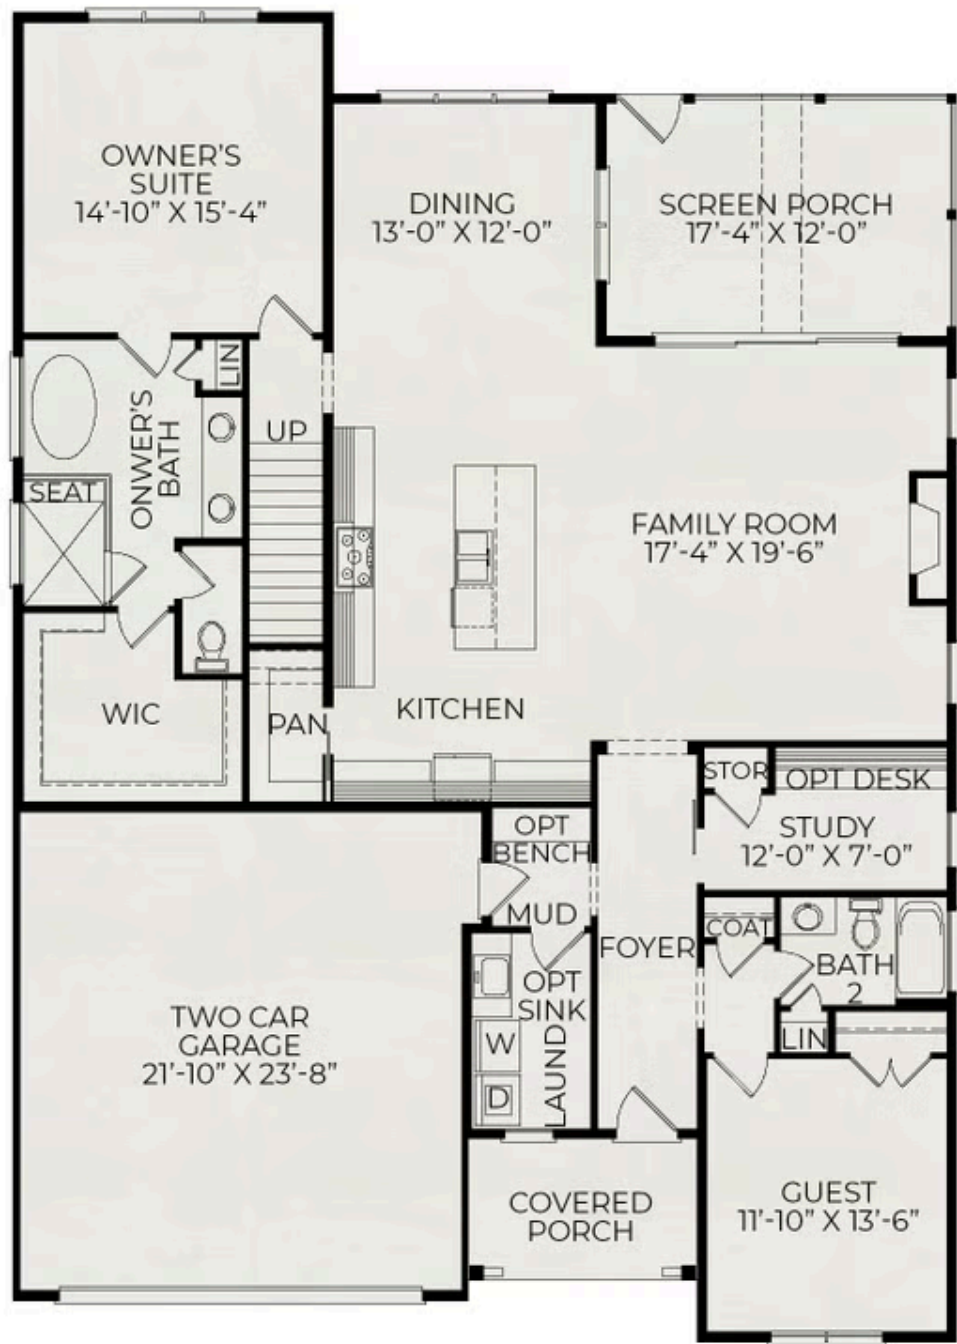 OWNER'S
SUITE
14'-10" X 15'-4"
DINING
13'-0" X 12'-0"
SCREEN PORCH
17'-4" X 12'-0"
LIN
ONWER'S
BATH
UP
SEAT
FAMILY ROOM
17'-4" X 19'-6"
WIC
PAN
KITCHEN
STOR
OPT DESK
STUDY
12'-0" X 7'-0"
OPT
BENCH
MUD
FOYER
COAT
BATH
2
OPT
SINK
LIN
LAUND
W
D
TWO CAR
GARAGE
21'-10" X 23'-8"
COVERED
PORCH
GUEST
11'-10" X 13'-6"